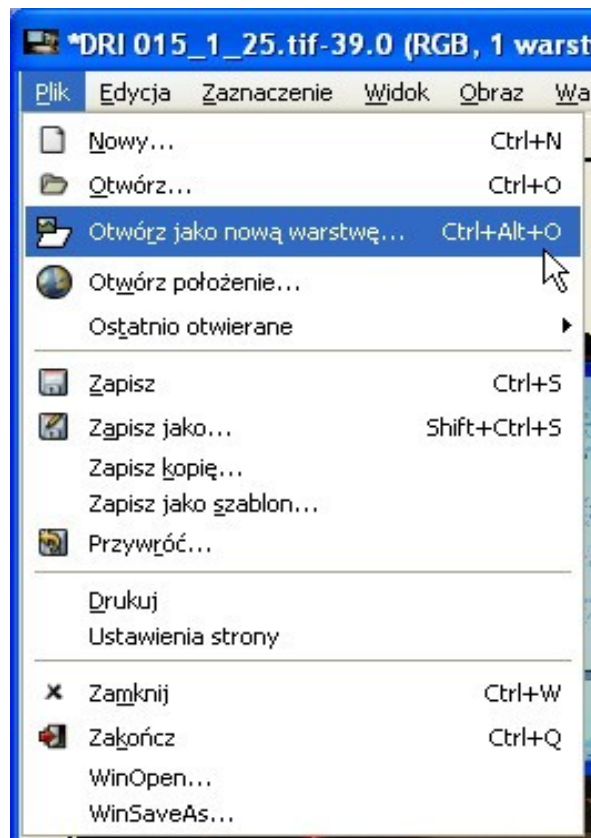 *DRI 015_1_25.tif-39.0 (RGB, 1 warst
Plik Edycja Zaznaczenie Widok Obraz Wa
Nowy... Ctrl+N
Otwórz... Ctrl+O
Otwórz jako nową warstwę... Ctrl+Alt+O
Otwórz położenie...
Ostatnio otwierane
Zapisz Ctrl+S
Zapisz jako... Shift+Ctrl+S
Zapisz kopię...
Zapisz jako szablon...
Przywróć...
Drukuj
Ustawienia strony
Zamknij Ctrl+W
Zakończ Ctrl+Q
WinOpen...
WinSaveAs...